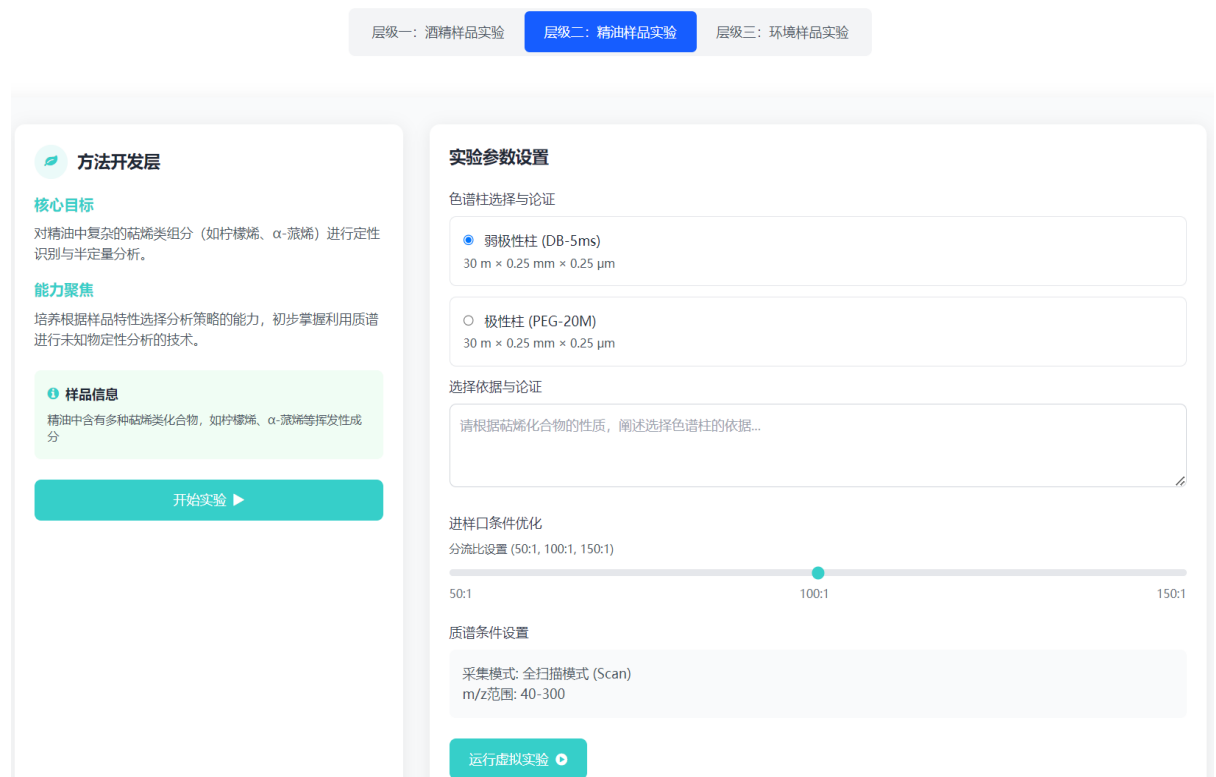 层级一：酒精样品实验
层级二：精油样品实验
层级三：环境样品实验
方法开发层
核心目标
对精油中复杂的萜烯类组分（如柠檬烯、α-蒎烯）进行定性
识别与半定量分析。
能力聚焦
培养根据样品特性选择分析策略的能力，初步掌握利用质谱
进行未知物定性分析的技术。
样品信息
精油中含有多种萜烯类化合物，如柠檬烯、α-蒎烯等挥发性成
分
开始实验
实验参数设置
色谱柱选择与论证
弱极性柱 (DB-5ms)
30 m × 0.25 mm × 0.25 μm
极性柱 (PEG-20M)
30 m × 0.25 mm × 0.25 μm
选择依据与论证
请根据萜烯化合物的性质，阐述选择色谱柱的依据...
进样口条件优化
分流比设置 (50:1, 100:1, 150:1)
50:1
100:1
150:1
质谱条件设置
采集模式: 全扫描模式 (Scan)
m/z范围: 40-300
运行虚拟实验